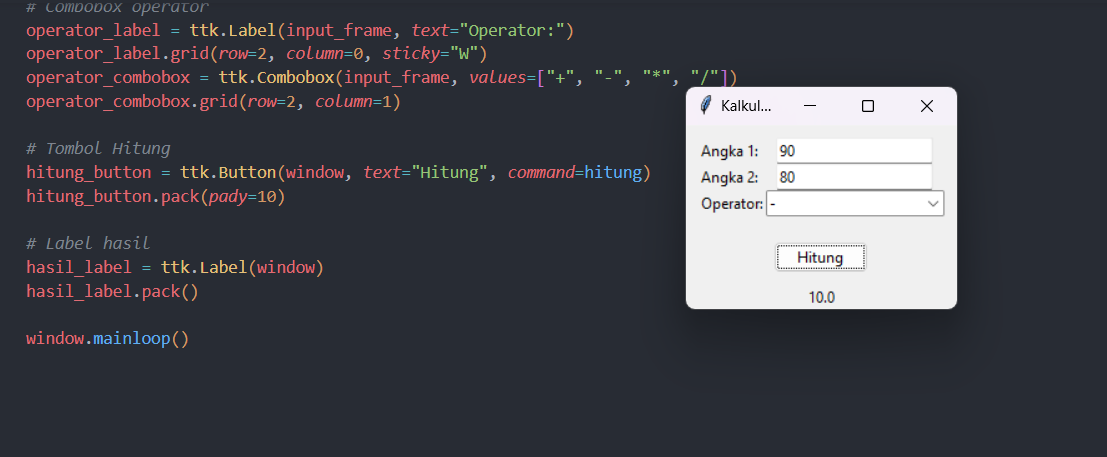 # Combobox operator
operator_label = ttk.Label(input_frame, text="Operator:")
operator_label.grid(row=2, column=0, sticky="W")
operator_combobox = ttk.Combobox(input_frame, values=["+", "-", "*", "/"])
operator_combobox.grid(row=2, column=1)
# Tombol Hitung
hitung_button = ttk.Button(window, text="Hitung", command=hitung)
hitung_button.pack(pady=10)
# Label hasil
hasil_label = ttk.Label(window)
hasil_label.pack()
window.mainloop()
Kalkul...
Angka 1: 90
Angka 2: 80
Operator: -
Hitung
10.0